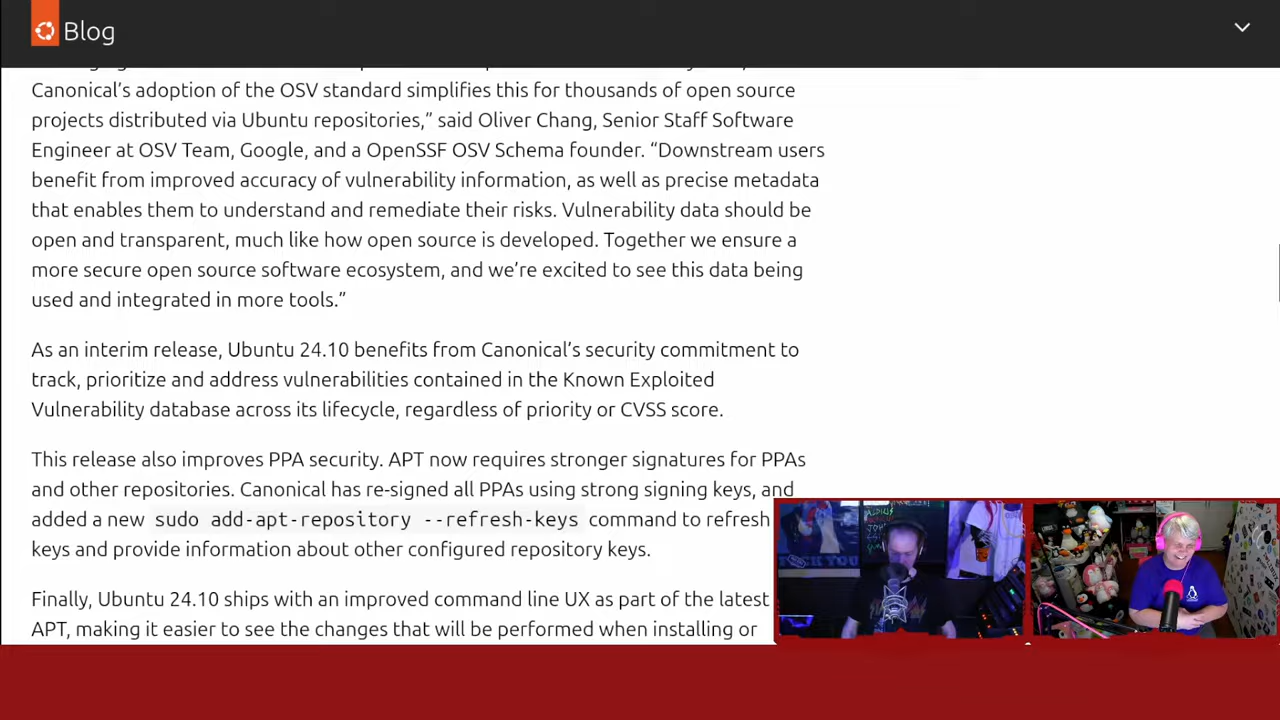 Blog
Canonical’s adoption of the OSV standard simplifies this for thousands of open source
projects distributed via Ubuntu repositories,” said Oliver Chang, Senior Staff Software
Engineer at OSV Team, Google, and a OpenSSF OSV Schema founder. “Downstream users
benefit from improved accuracy of vulnerability information, as well as precise metadata
that enables them to understand and remediate their risks. Vulnerability data should be
open and transparent, much like how open source is developed. Together we ensure a
more secure open source software ecosystem, and we’re excited to see this data being
used and integrated in more tools.”
As an interim release, Ubuntu 24.10 benefits from Canonical’s security commitment to
track, prioritize and address vulnerabilities contained in the Known Exploited
Vulnerability database across its lifecycle, regardless of priority or CVSS score.
This release also improves PPA security. APT now requires stronger signatures for PPAs
and other repositories. Canonical has re-signed all PPAs using strong signing keys, and
added a new sudo add-apt-repository --refresh-keys command to refresh
keys and provide information about other configured repository keys.
Finally, Ubuntu 24.10 ships with an improved command line UX as part of the latest
APT, making it easier to see the changes that will be performed when installing or